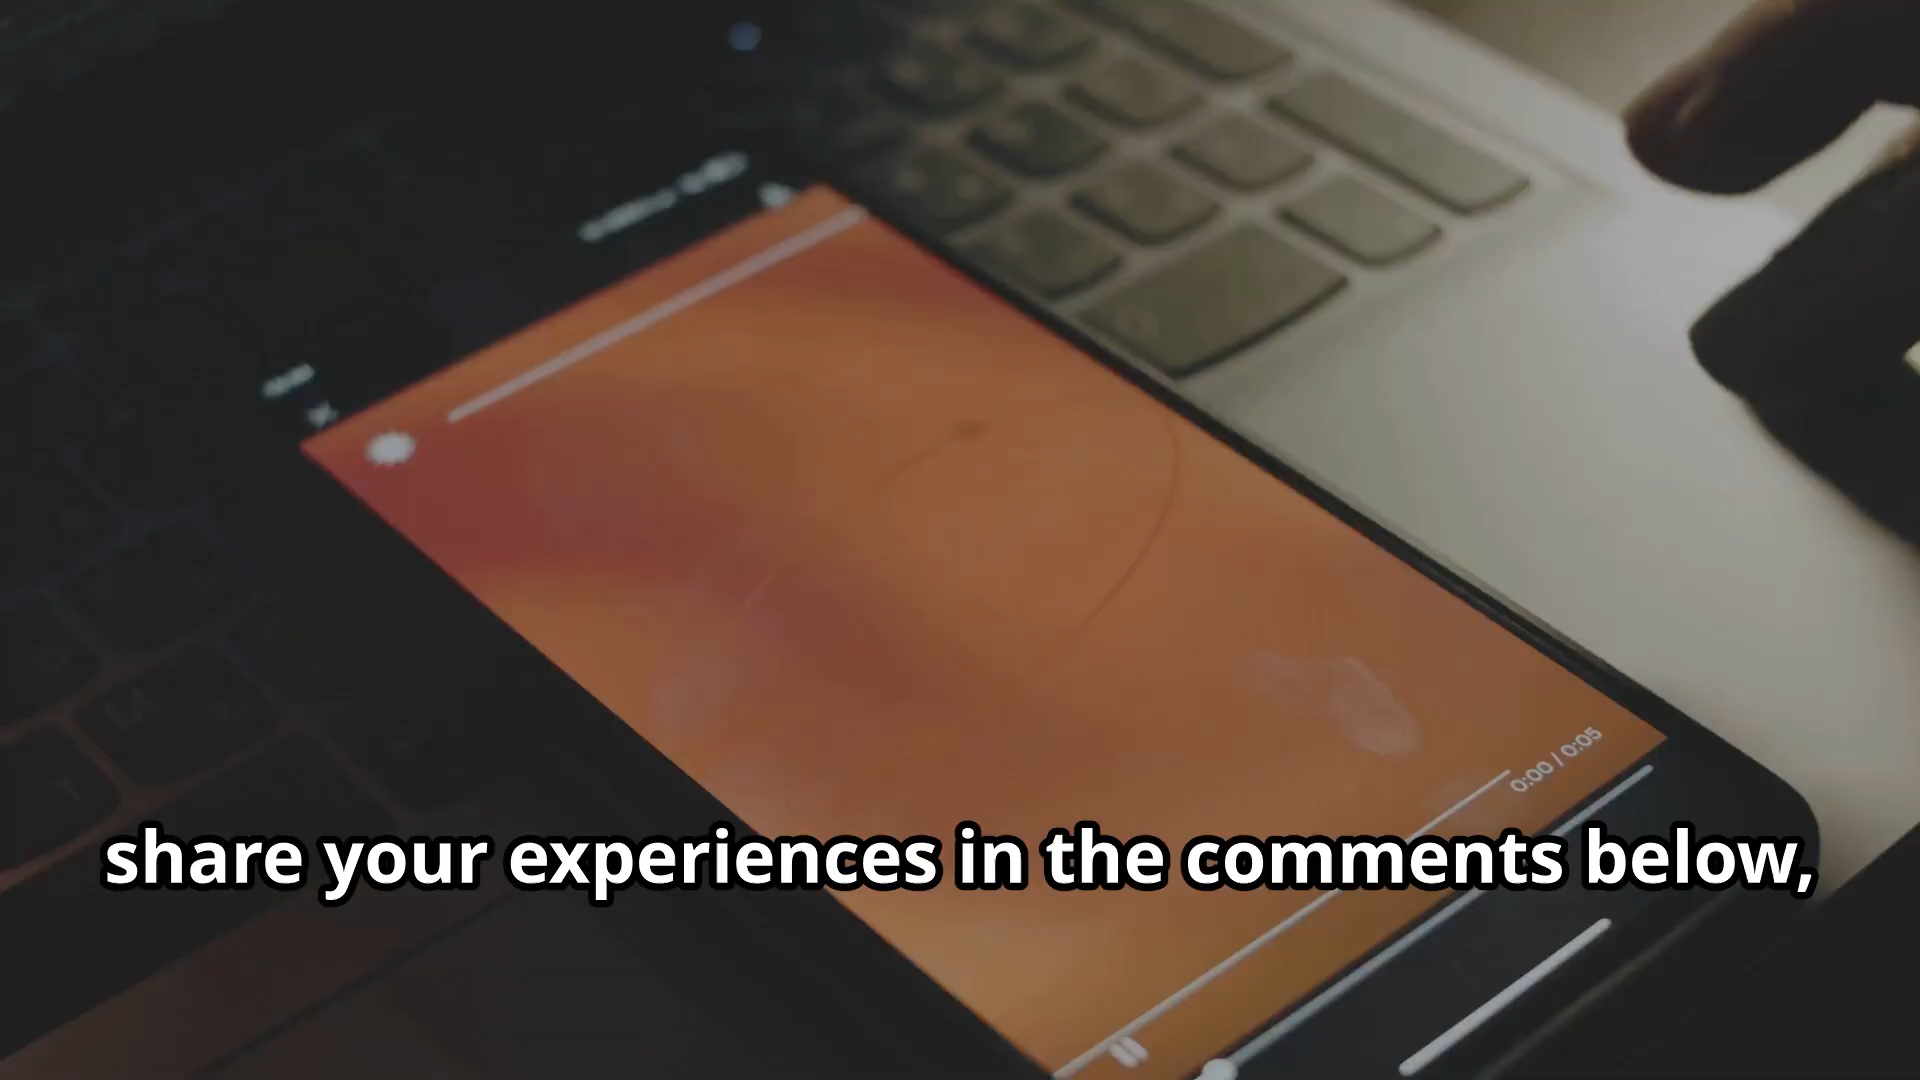 0:00 / 0:05
share your experiences in the comments below,